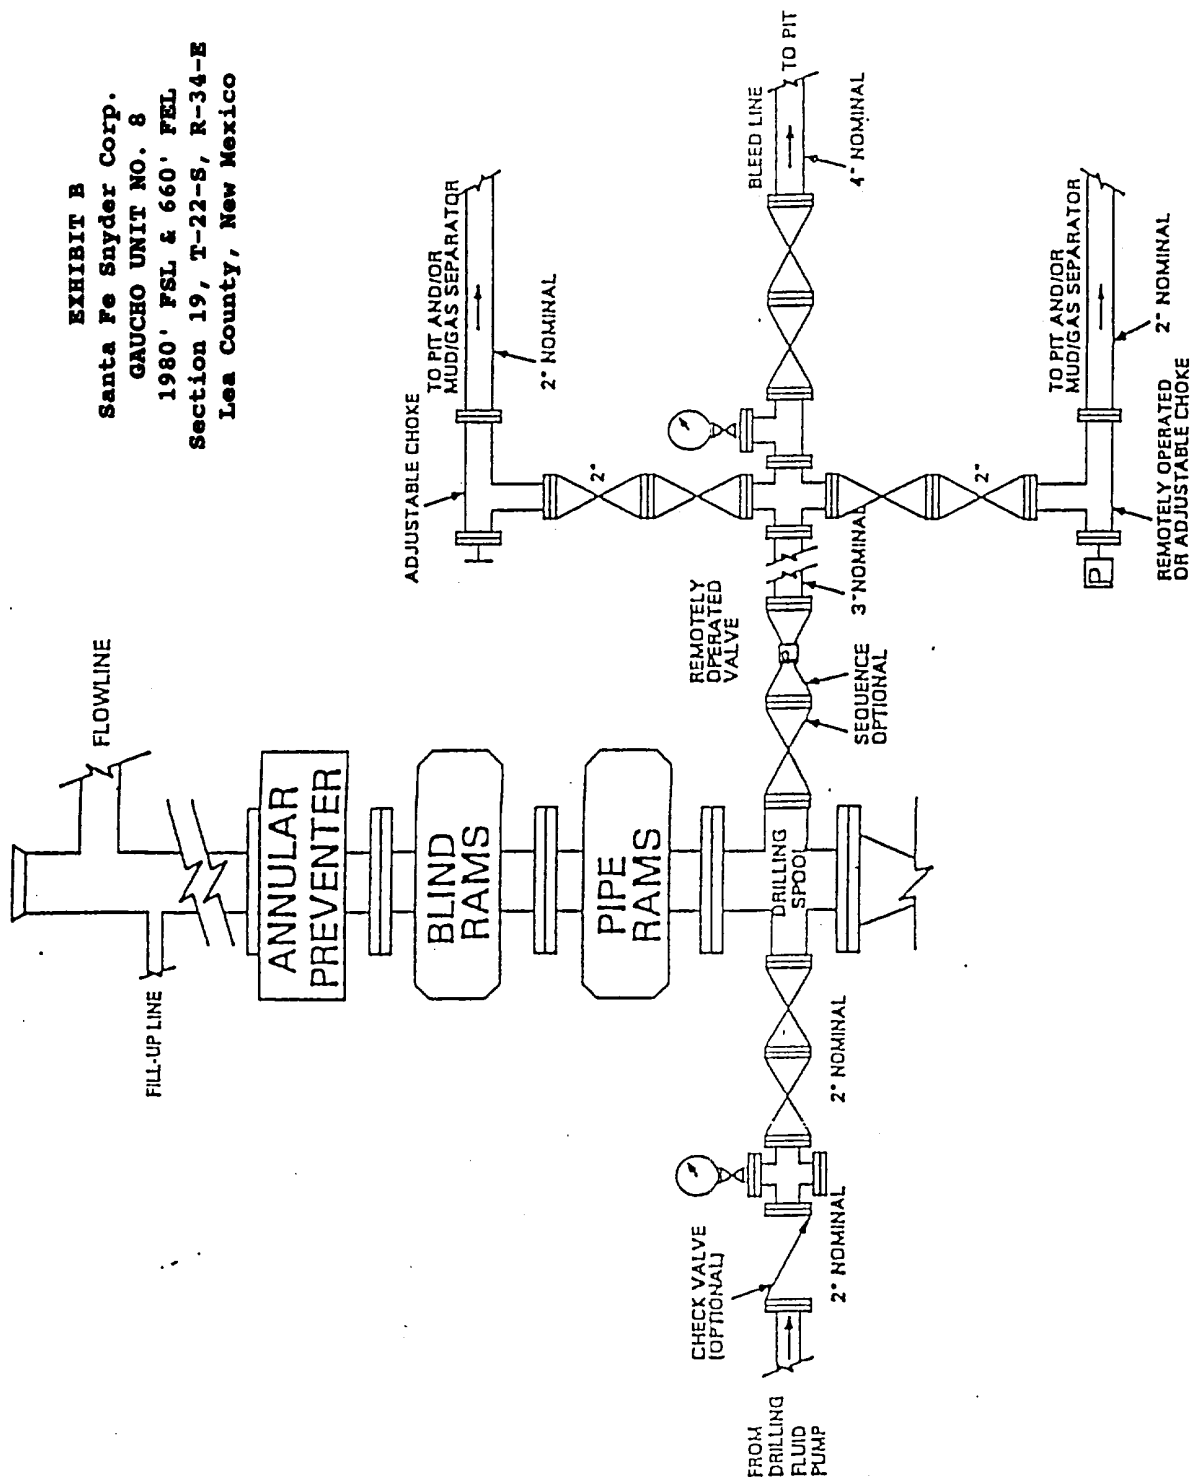 EXHIBIT B
Santa Fe Snyder Corp.
GAUCHO UNIT NO. 8
1980' FSL & 660' FEL
Section 19, T-22-S, R-34-E
Lea County, New Mexico
FILL-UP LINE
FLOWLINE
ANNULAR
PREVENTER
BLIND
RAMS
PIPE
RAMS
DRILLING
SPOOL
FROM
DRILLING
FLUID
PUMP
CHECK VALVE
(OPTIONAL)
2" NOMINAL
2" NOMINAL
REMOTELY
OPERATED
VALVE
P
SEQUENCE
OPTIONAL
3" NOMINAL
ADJUSTABLE CHOKE
2" NOMINAL
TO PIT AND/OR
MUD/GAS SEPARATOR
2"
BLEED LINE
TO PIT
4" NOMINAL
2"
P
REMOTELY OPERATED
OR ADJUSTABLE CHOKE
TO PIT AND/OR
MUD/GAS SEPARATOR
2" NOMINAL